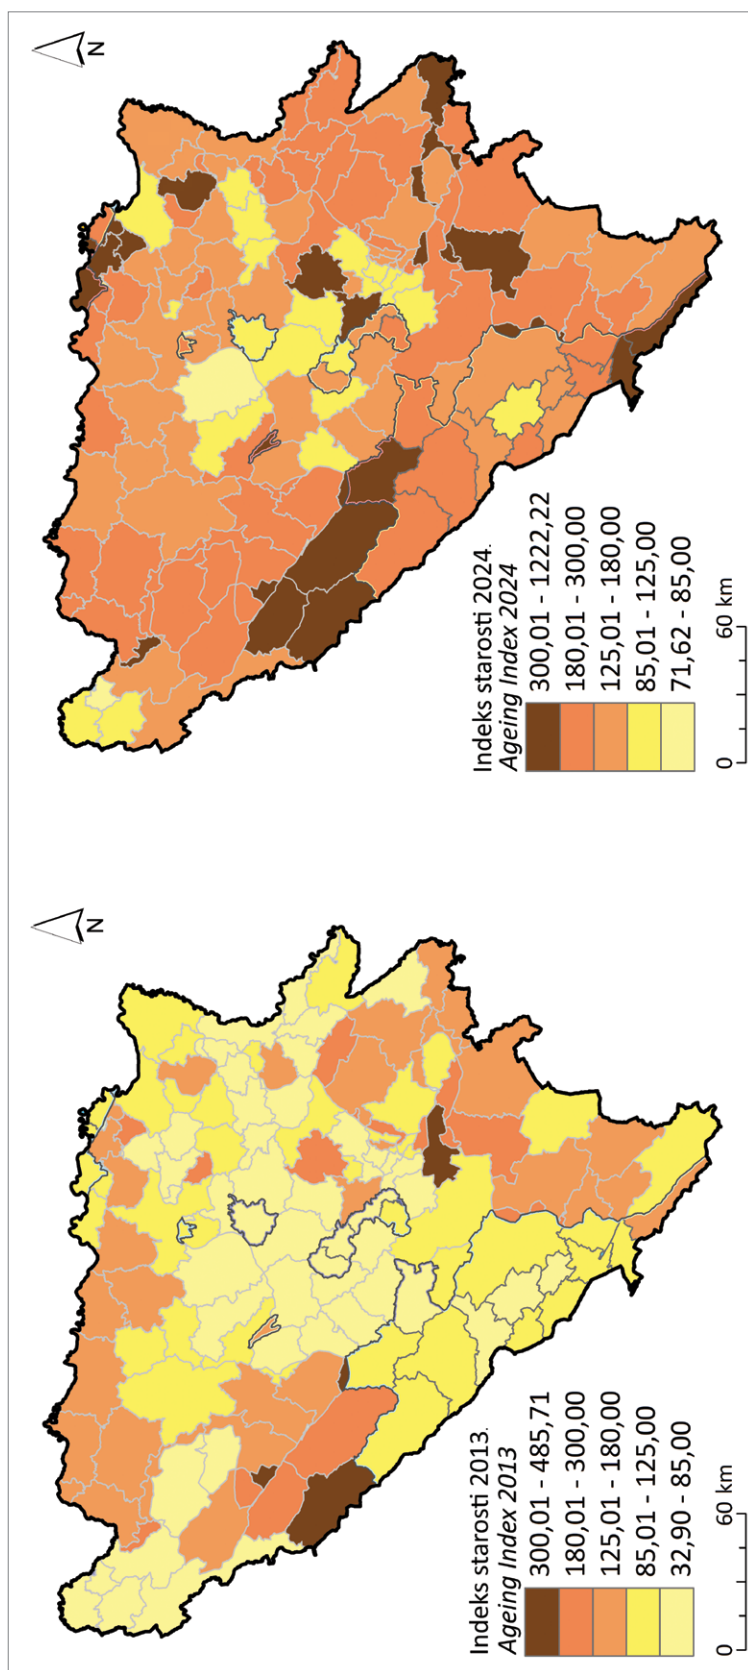 N
Indeks starosti 2013.
Ageing Index 2013
300,01 - 485,71
180,01 - 300,00
125,01 - 180,00
85,01 - 125,00
32,90 - 85,00
0 60 km
N
Indeks starosti 2024.
Ageing Index 2024
300,01 - 1222,22
180,01 - 300,00
125,01 - 180,00
85,01 - 125,00
71,62 - 85,00
0 60 km